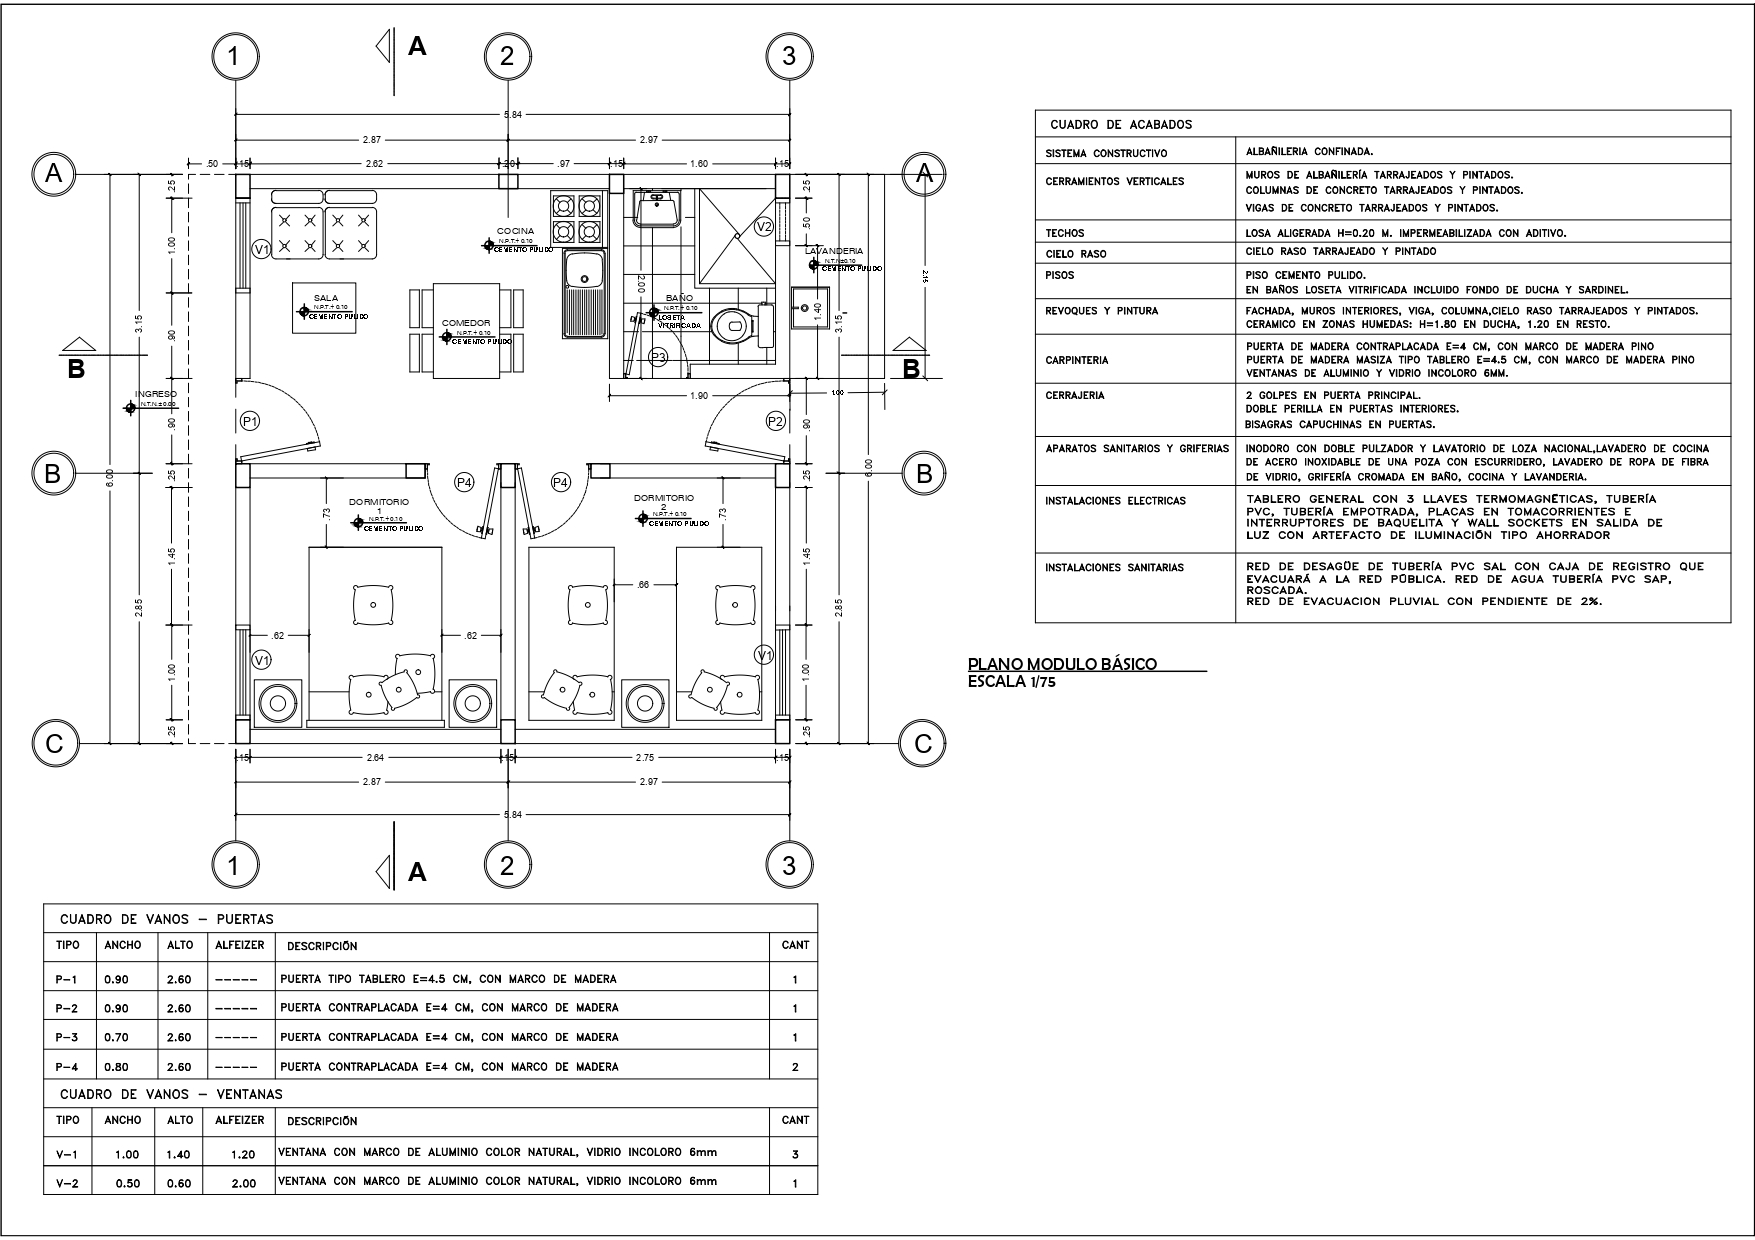 1
2
3
A
5.84
2.87
2.97
.50
.15
2.62
.20
.97
.15
1.60
.15
A
A
.25
.25
1.00
.50
V1
V2
COCINA
N.P.T.+ 0.10
CEMENTO PULIDO
LAVANDERIA
N.T.N±0.10
CEMENTO PULIDO
2.15
2.00
SALA
N.P.T.+ 0.10
CEMENTO PULIDO
BAÑO
N.P.T.+ 0.10
LOSETA
VITRIFICADA
1.40
COMEDOR
N.P.T.+ 0.10
CEMENTO PULIDO
3.15
3.15
.90
P3
B
B
INGRESO
N.T.N.±0.00
1.90
1.00
P1
P2
.90
.90
B
B
6.00
6.00
.25
.25
P4
P4
DORMITORIO
1
N.P.T.+ 0.10
CEMENTO PULIDO
DORMITORIO
2
N.P.T.+ 0.10
CEMENTO PULIDO
.73
.73
1.45
1.45
.66
2.85
2.85
.62
.62
V1
V1
1.00
1.00
.25
.25
C
C
.15
2.64
.15
2.75
.15
2.87
2.97
5.84
1
2
3
A
CUADRO DE ACABADOS
SISTEMA CONSTRUCTIVO
ALBAÑILERIA CONFINADA.
CERRAMIENTOS VERTICALES
MUROS DE ALBAÑILERÍA TARRAJEADOS Y PINTADOS.
COLUMNAS DE CONCRETO TARRAJEADOS Y PINTADOS.
VIGAS DE CONCRETO TARRAJEADOS Y PINTADOS.
TECHOS
LOSA ALIGERADA H=0.20 M. IMPERMEABILIZADA CON ADITIVO.
CIELO RASO
CIELO RASO TARRAJEADO Y PINTADO
PISOS
PISO CEMENTO PULIDO.
EN BAÑOS LOSETA VITRIFICADA INCLUIDO FONDO DE DUCHA Y SARDINEL.
REVOQUES Y PINTURA
FACHADA, MUROS INTERIORES, VIGA, COLUMNA,CIELO RASO TARRAJEADOS Y PINTADOS.
CERAMICO EN ZONAS HUMEDAS: H=1.80 EN DUCHA, 1.20 EN RESTO.
CARPINTERIA
PUERTA DE MADERA CONTRAPLACADA E=4 CM, CON MARCO DE MADERA PINO
PUERTA DE MADERA MASIZA TIPO TABLERO E=4.5 CM, CON MARCO DE MADERA PINO
VENTANAS DE ALUMINIO Y VIDRIO INCOLORO 6MM.
CERRAJERIA
2 GOLPES EN PUERTA PRINCIPAL.
DOBLE PERILLA EN PUERTAS INTERIORES.
BISAGRAS CAPUCHINAS EN PUERTAS.
APARATOS SANITARIOS Y GRIFERIAS
INODORO CON DOBLE PULZADOR Y LAVATORIO DE LOZA NACIONAL,LAVADERO DE COCINA
DE ACERO INOXIDABLE DE UNA POZA CON ESCURRIDERO, LAVADERO DE ROPA DE FIBRA
DE VIDRIO, GRIFERÍA CROMADA EN BAÑO, COCINA Y LAVANDERIA.
INSTALACIONES ELECTRICAS
TABLERO GENERAL CON 3 LLAVES TERMOMAGNÉTICAS, TUBERÍA
PVC, TUBERÍA EMPOTRADA, PLACAS EN TOMACORRIENTES E
INTERRUPTORES DE BAQUELITA Y WALL SOCKETS EN SALIDA DE
LUZ CON ARTEFACTO DE ILUMINACIÓN TIPO AHORRADOR
INSTALACIONES SANITARIAS
RED DE DESAGÜE DE TUBERÍA PVC SAL CON CAJA DE REGISTRO QUE
EVACUARÁ A LA RED PÚBLICA. RED DE AGUA TUBERÍA PVC SAP,
ROSCADA.
RED DE EVACUACION PLUVIAL CON PENDIENTE DE 2%.
PLANO MODULO BÁSICO
ESCALA 1/75
CUADRO DE VANOS - PUERTAS
TIPO ANCHO ALTO ALFEIZER DESCRIPCIÓN CANT
P-1 0.90 2.60 ----- PUERTA TIPO TABLERO E=4.5 CM, CON MARCO DE MADERA 1
P-2 0.90 2.60 ----- PUERTA CONTRAPLACADA E=4 CM, CON MARCO DE MADERA 1
P-3 0.70 2.60 ----- PUERTA CONTRAPLACADA E=4 CM, CON MARCO DE MADERA 1
P-4 0.80 2.60 ----- PUERTA CONTRAPLACADA E=4 CM, CON MARCO DE MADERA 2
CUADRO DE VANOS - VENTANAS
TIPO ANCHO ALTO ALFEIZER DESCRIPCIÓN CANT
V-1 1.00 1.40 1.20 VENTANA CON MARCO DE ALUMINIO COLOR NATURAL, VIDRIO INCOLORO 6mm 3
V-2 0.50 0.60 2.00 VENTANA CON MARCO DE ALUMINIO COLOR NATURAL, VIDRIO INCOLORO 6mm 1